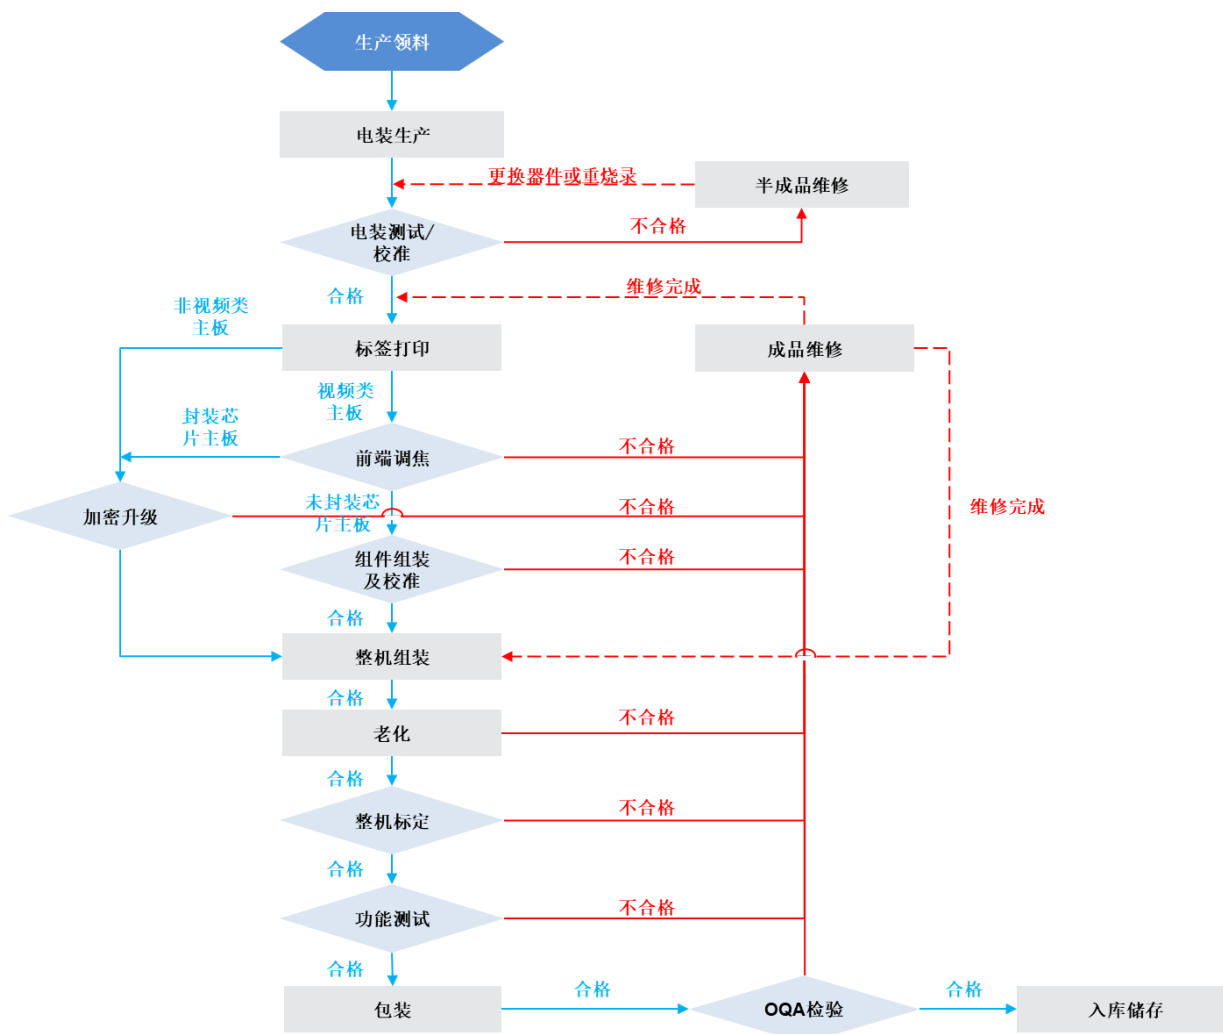 生产领料
电装生产
更换器件或重烧录
半成品维修
电装测试/
校准
不合格
合格
维修完成
非视频类
主板
标签打印
成品维修
视频类
主板
封装芯
片主板
前端调焦
不合格
加密升级
未封装芯
片主板
不合格
维修完成
组件组装
及校准
不合格
合格
整机组装
合格
老化
不合格
合格
整机标定
不合格
合格
功能测试
不合格
合格
包装
合格
OQA检验
合格
入库储存